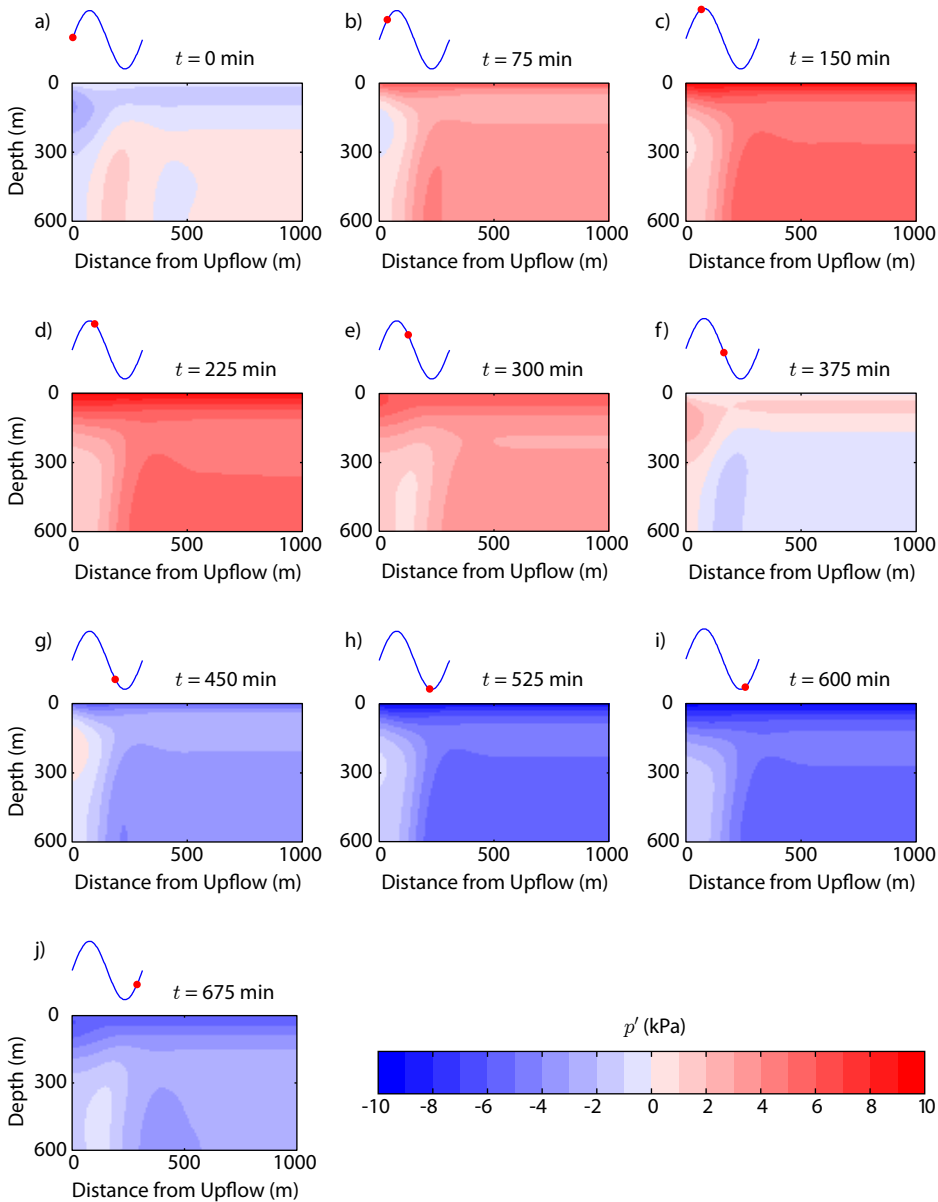 a) t = 0 min
b) t = 75 min
c) t = 150 min
0
300
600
Depth (m)
0 500 1000
Distance from Upflow (m)
0
300
600
0 500 1000
Distance from Upflow (m)
0
300
600
0 500 1000
Distance from Upflow (m)
d) t = 225 min
e) t = 300 min
f) t = 375 min
0
300
600
Depth (m)
0 500 1000
Distance from Upflow (m)
0
300
600
0 500 1000
Distance from Upflow (m)
0
300
600
0 500 1000
Distance from Upflow (m)
g) t = 450 min
h) t = 525 min
i) t = 600 min
0
300
600
Depth (m)
0 500 1000
Distance from Upflow (m)
0
300
600
0 500 1000
Distance from Upflow (m)
0
300
600
0 500 1000
Distance from Upflow (m)
j) t = 675 min
0
300
600
Depth (m)
0 500 1000
Distance from Upflow (m)
p′ (kPa)
-10 -8 -6 -4 -2 0 2 4 6 8 10